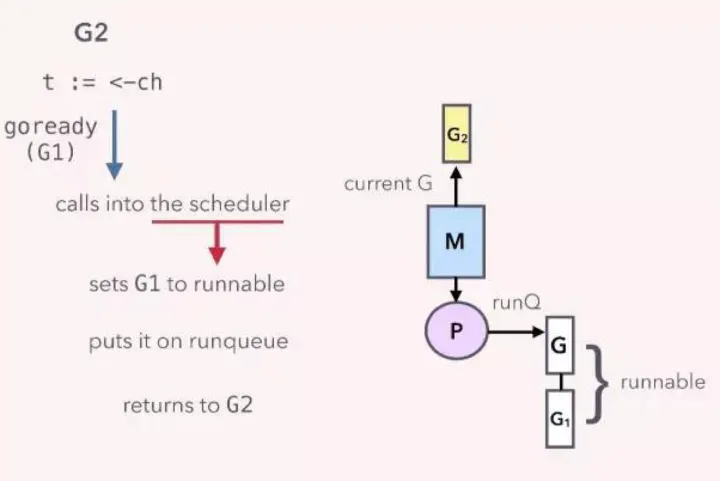 G2
t := <-ch
goready
(G1)
calls into the scheduler
sets G1 to runnable
puts it on runqueue
returns to G2
G₂
current G
M
runQ
P
G
runnable
G₁